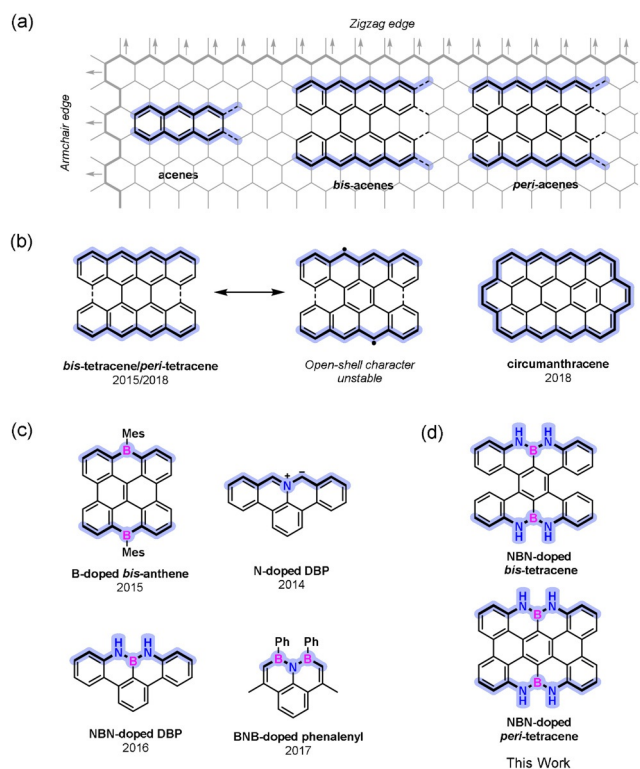 (a)
Zigzag edge
Armchair edge
acenes
bis-acenes
peri-acenes
(b)
bis-tetracene/peri-tetracene
2015/2018
Open-shell character
unstable
circumanthracene
2018
(c)
Mes
B
B
Mes
B-doped bis-anthene
2015
N
+
−
N-doped DBP
2014
H H
N N
B
NBN-doped DBP
2016
Ph Ph
B B
N
BNB-doped phenalenyl
2017
(d)
H H
N N
B
B
N N
H H
NBN-doped
bis-tetracene
H H
N N
B
B
N N
H H
NBN-doped
peri-tetracene
This Work